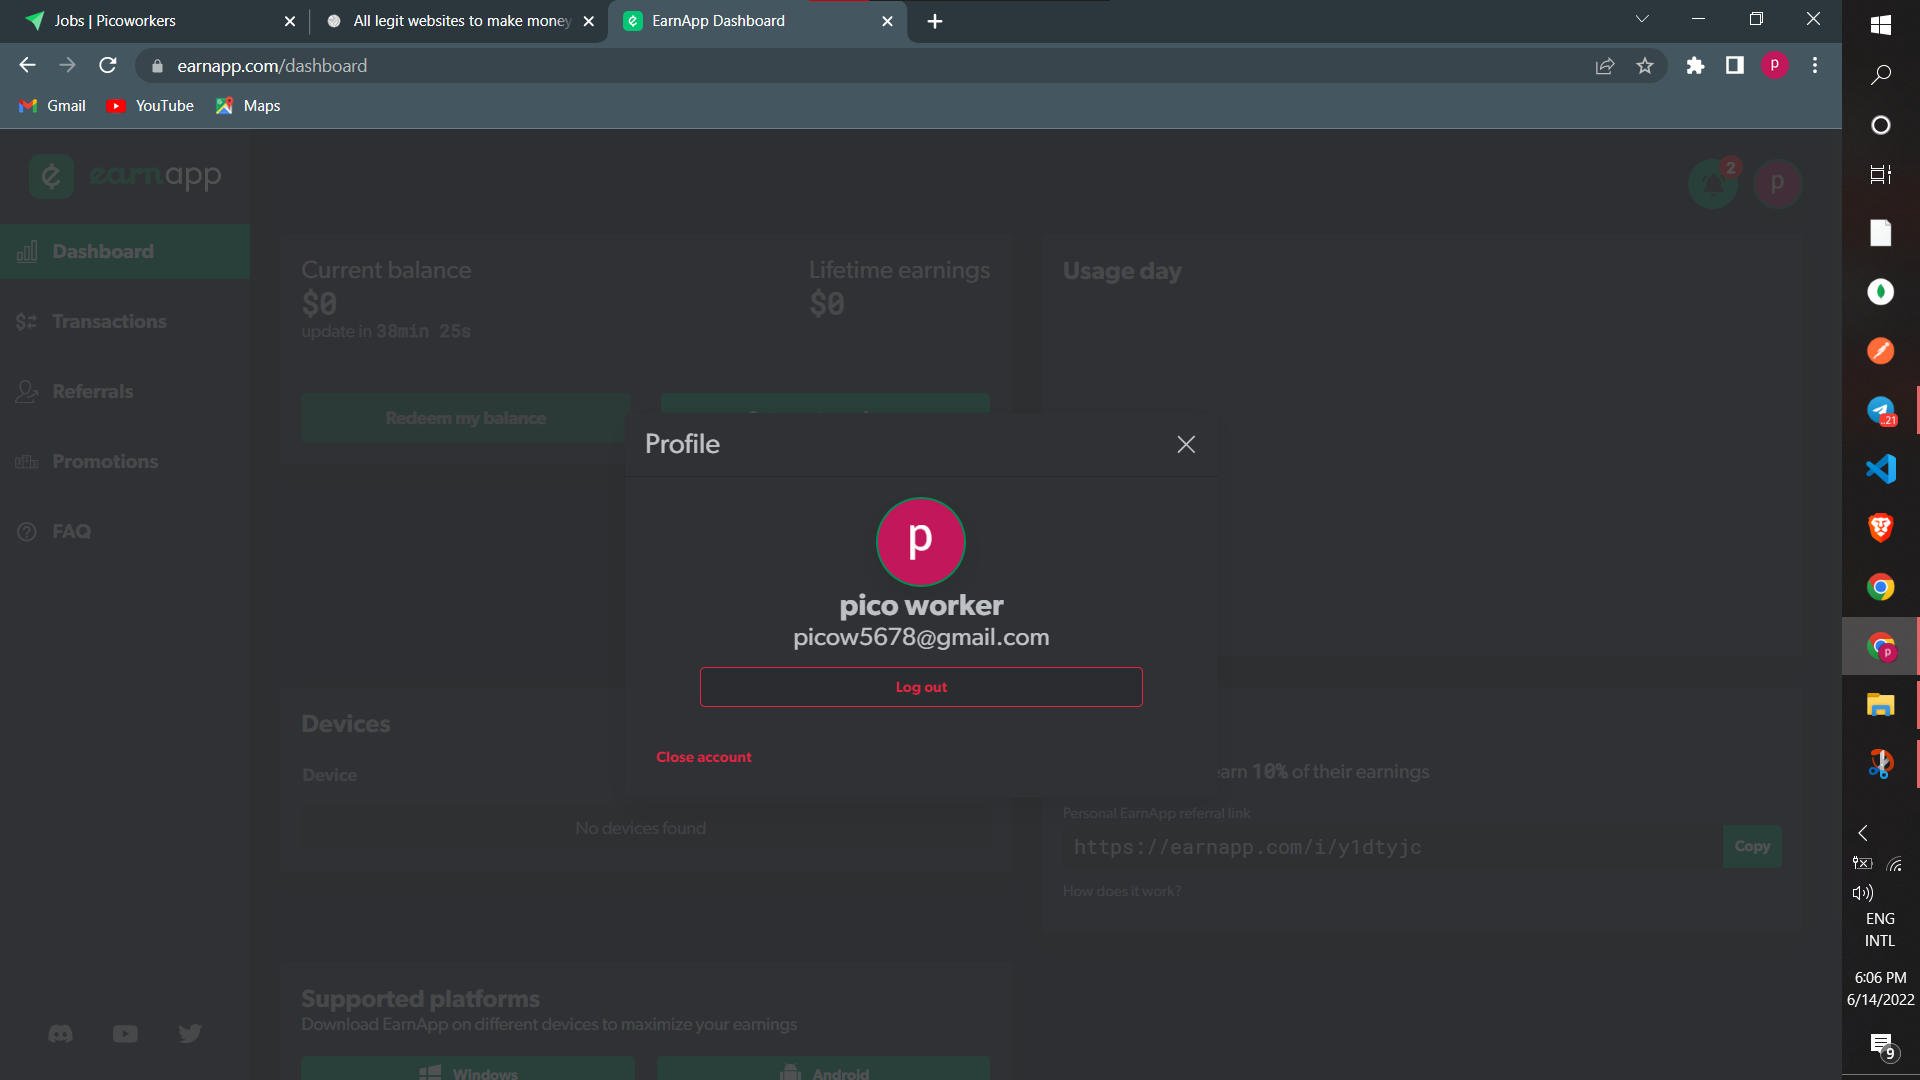 Jobs | Picoworkers
All legit websites to make money
EarnApp Dashboard
earnapp.com/dashboard
p
Gmail
YouTube
Maps
earnapp
2
p
Dashboard
Transactions
Referrals
Promotions
FAQ
Current balance
$0
update in 38min 25s
Lifetime earnings
$0
Redeem my balance
Usage day
Profile
p
pico worker
picow5678@gmail.com
Log out
Close account
Devices
Device
No devices found
earn 10% of their earnings
Personal EarnApp referral link
https://earnapp.com/i/y1dtyjc
Copy
How does it work?
Supported platforms
Download EarnApp on different devices to maximize your earnings
Windows
Android
..21
p
ENG
INTL
6:06 PM
6/14/2022
9